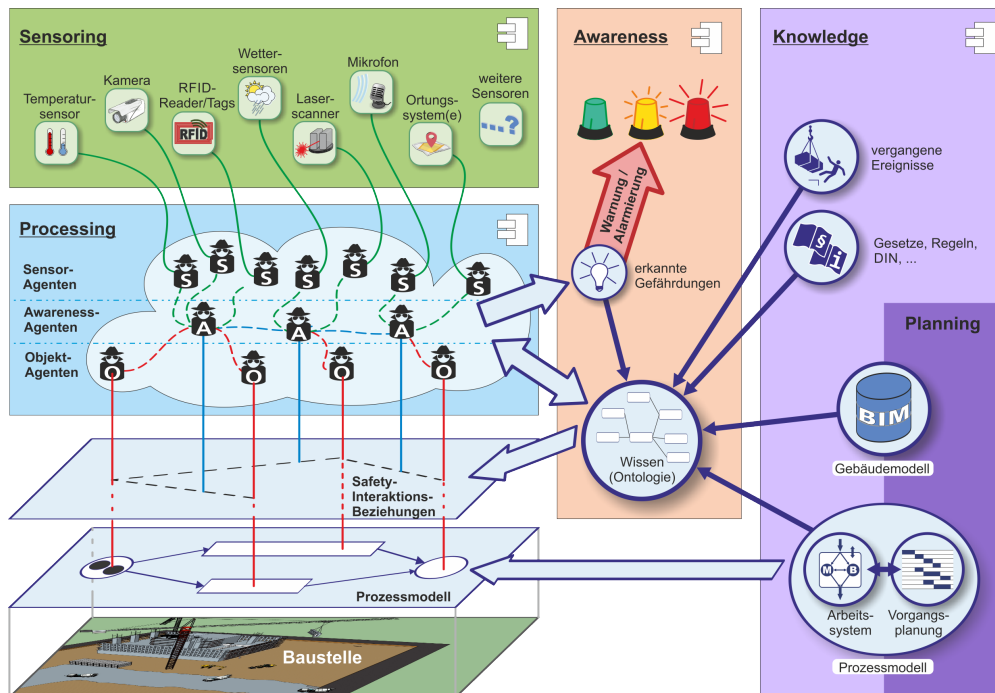 Sensoring
Temperatur-
sensor
Kamera
RFID-
Reader/Tags
RFID
Wetter-
sensoren
Laser-
scanner
Mikrofon
Ortungs-
system(e)
weitere
Sensoren
...?
Processing
Sensor-
Agenten
S S S S S S S
Awareness-
Agenten
A A A
Objekt-
Agenten
O O O O
Safety-
Interaktions-
Beziehungen
Prozessmodell
Baustelle
Awareness
Warnung /
Alarmierung
erkannte
Gefährdungen
Wissen
(Ontologie)
Knowledge
vergangene
Ereignisse
§ i
Gesetze, Regeln,
DIN, ...
Planning
BIM
Gebäudemodell
M B
Arbeits-
system
Vorgangs-
planung
Prozessmodell